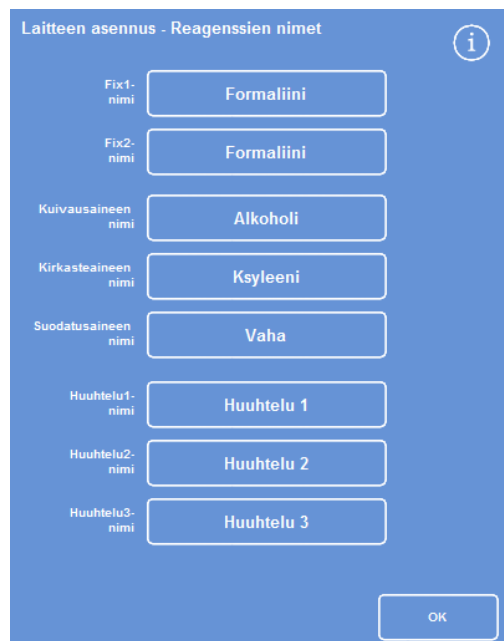 Laitteen asennus - Reagenssien nimet
i
Fix1-
nimi
Formaliini
Fix2-
nimi
Formaliini
Kuivausaineen
nimi
Alkoholi
Kirkasteaineen
nimi
Ksyleeni
Suodatusaineen
nimi
Vaha
Huuhtelu1-
nimi
Huuhtelu 1
Huuhtelu2-
nimi
Huuhtelu 2
Huuhtelu3-
nimi
Huuhtelu 3
OK